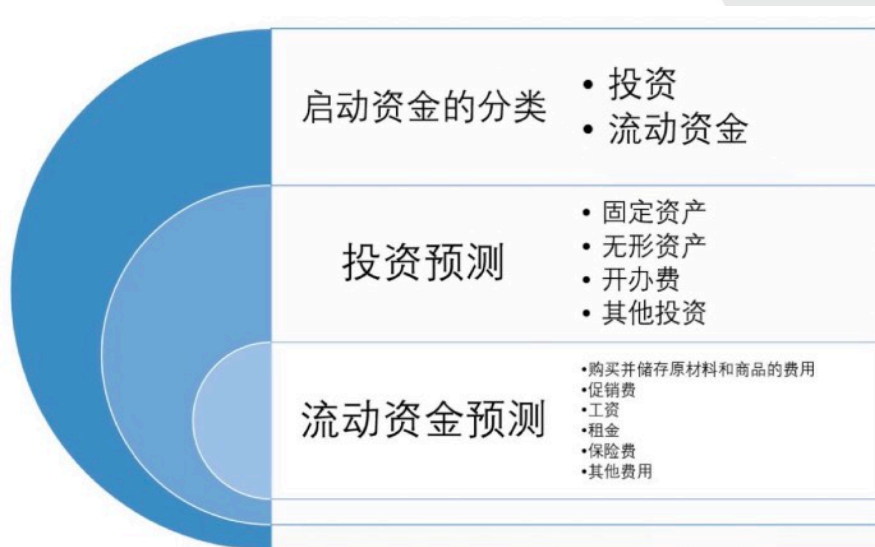 启动资金的分类
• 投资
• 流动资金
投资预测
• 固定资产
• 无形资产
• 开办费
• 其他投资
流动资金预测
•购买并储存原材料和商品的费用
•促销费
•工资
•租金
•保险费
•其他费用